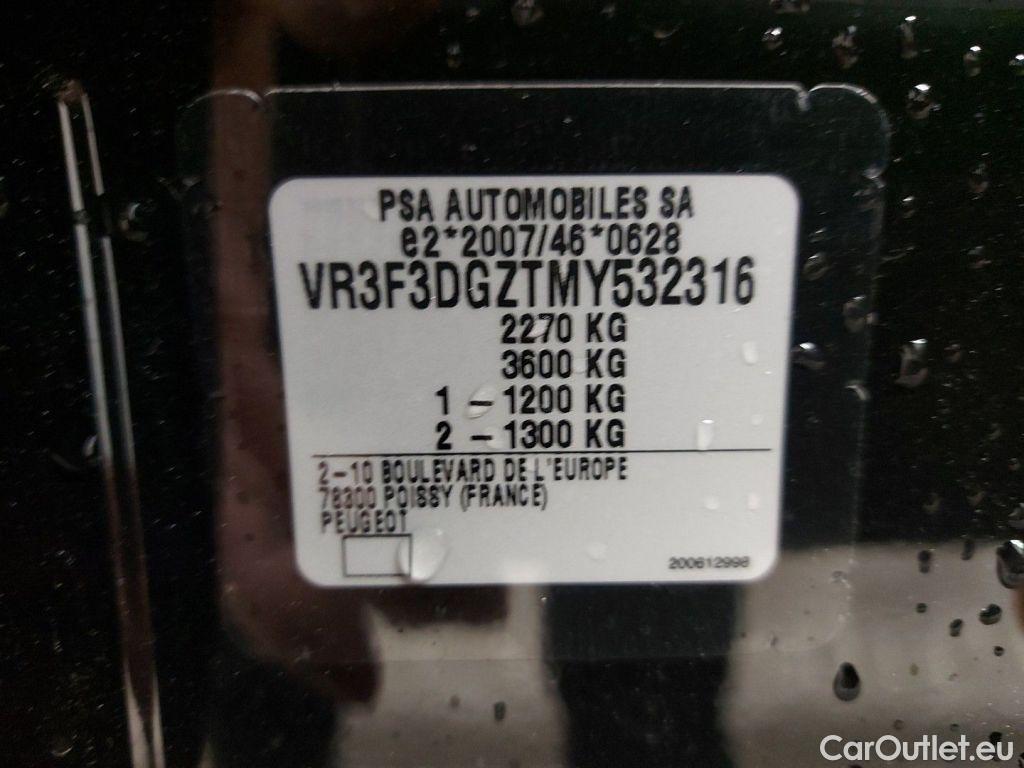 PSA AUTOMOBILES SA
e2*2007/46*0628
VR3F3DGZTMY532316
2270 KG
3600 KG
1 - 1200 KG
2 - 1300 KG
2-10 BOULEVARD DE L'EUROPE
78300 POISSY (FRANCE)
PEUGEOT
200612998
CarOutlet.eu